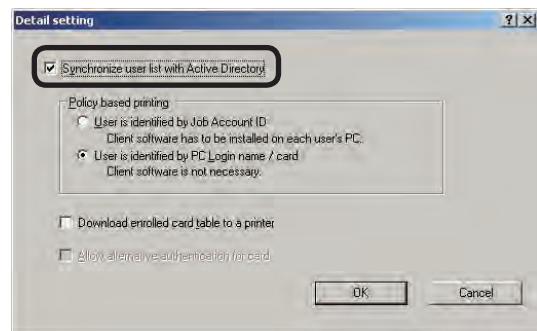 Detail setting
Synchronize user list with Active Directory
Policy based printing
User is identified by Job Account ID
Client software has to be installed on each user's PC.
User is identified by PC Login name / card
Client software is not necessary.
Download enrolled card table to a printer
Allow alternative authentication for card
OK
Cancel